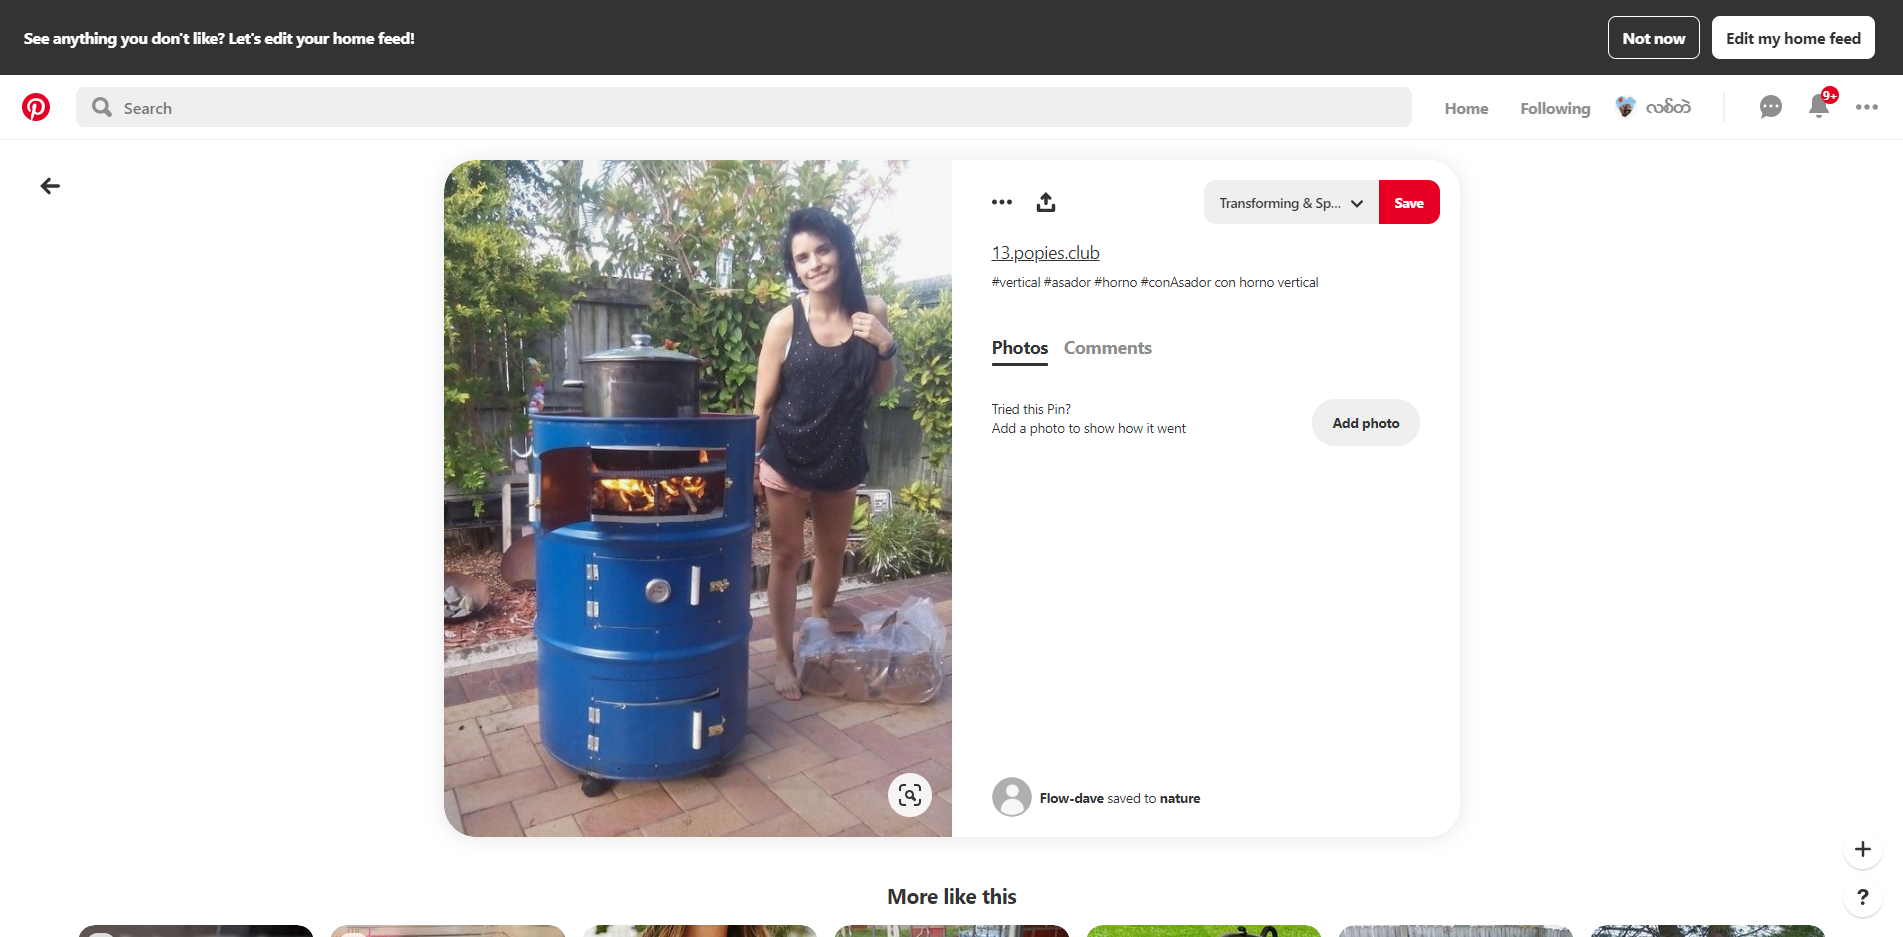 See anything you don't like? Let's edit your home feed!
Not now
Edit my home feed
Search
Home
Following
လစ်တဲ
9+
Transforming & Sp...
Save
13.popies.club
#vertical #asador #horno #conAsador con horno vertical
Photos
Comments
Tried this Pin?
Add a photo to show how it went
Add photo
Flow-dave saved to nature
More like this
?